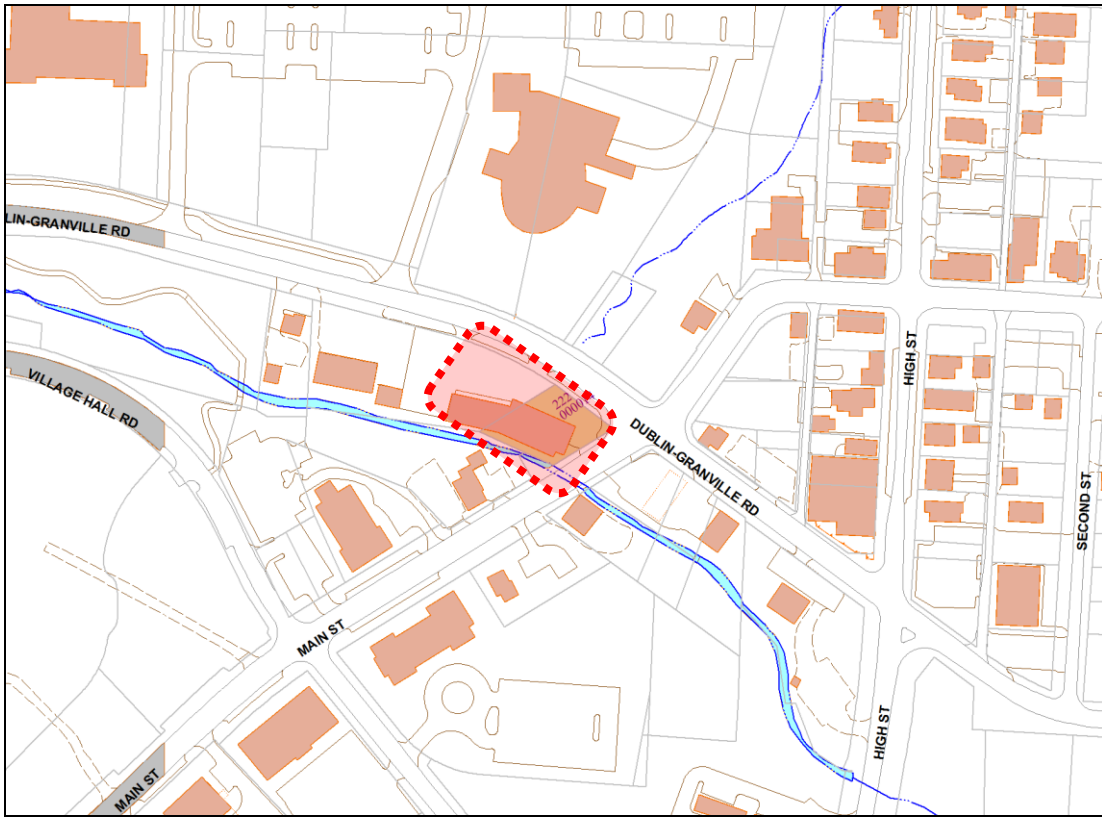 LIN-GRANVILLE RD
VILLAGE HALL RD
222
DUBLIN-GRANVILLE RD
HIGH ST
SECOND ST
MAIN ST
HIGH ST
MAIN ST